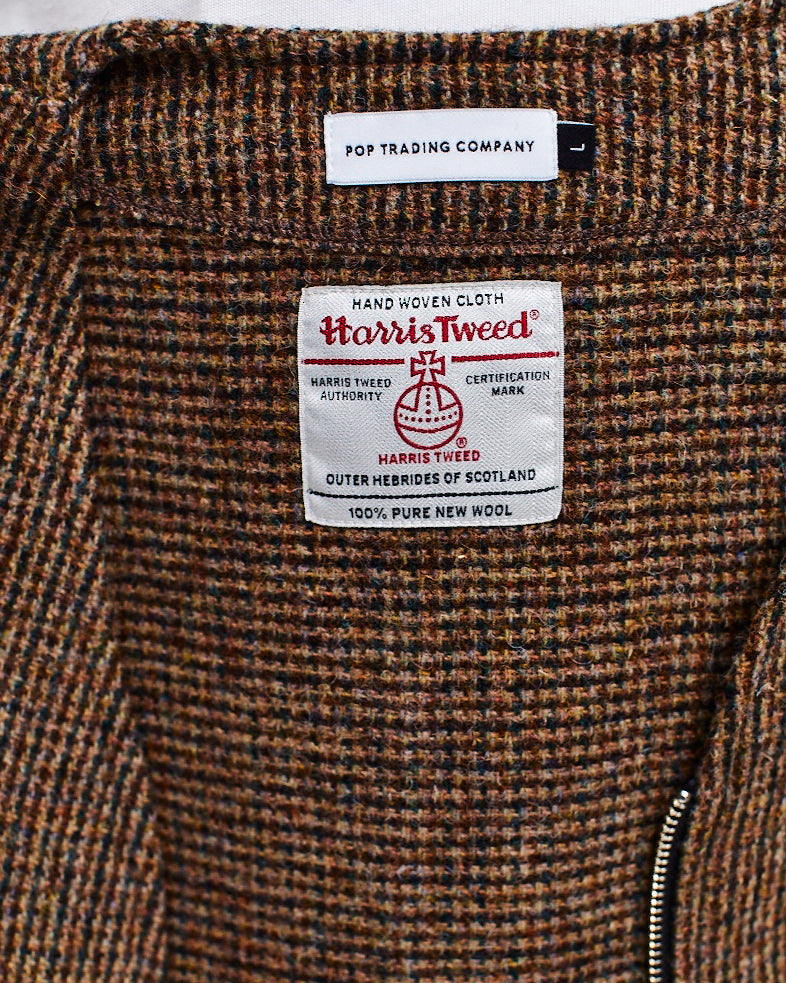 POP TRADING COMPANY
L
HAND WOVEN CLOTH
Harris Tweed®
HARRIS TWEED AUTHORITY
CERTIFICATION MARK
®
HARRIS TWEED
OUTER HEBRIDES OF SCOTLAND
100% PURE NEW WOOL